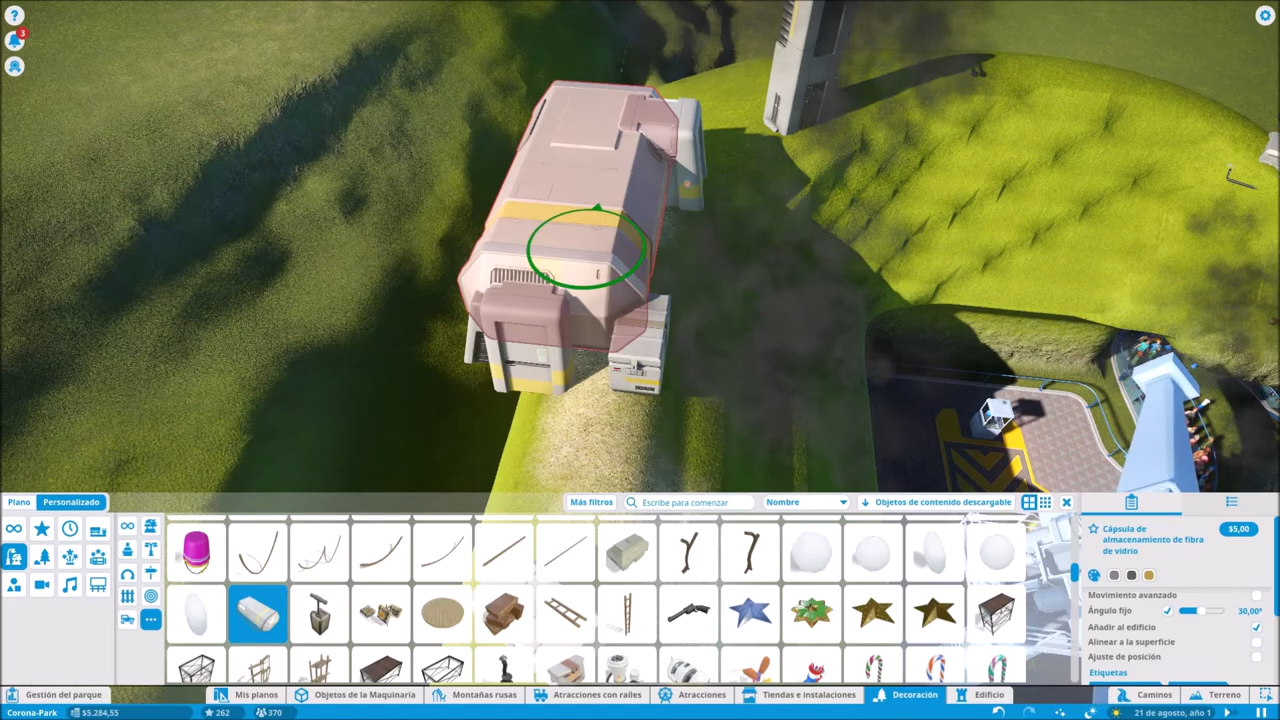 ?
3
Plano
Personalizado
Más filtros
Escribe para comenzar
Nombre
Objetos de contenido descargable
Cápsula de
almacenamiento de fibra
de vidrio
$5,00
Movimiento avanzado
Ángulo fijo
30,00°
Añadir al edificio
Alinear a la superficie
Ajuste de posición
Etiquetas
Gestión del parque
Mis planos
Objetos de la Maquinaria
Montañas rusas
Atracciones con raíles
Atracciones
Tiendas e instalaciones
Decoración
Edificio
Caminos
Terreno
Corona-Park
$5.284,55
262
370
21 de agosto, año 1